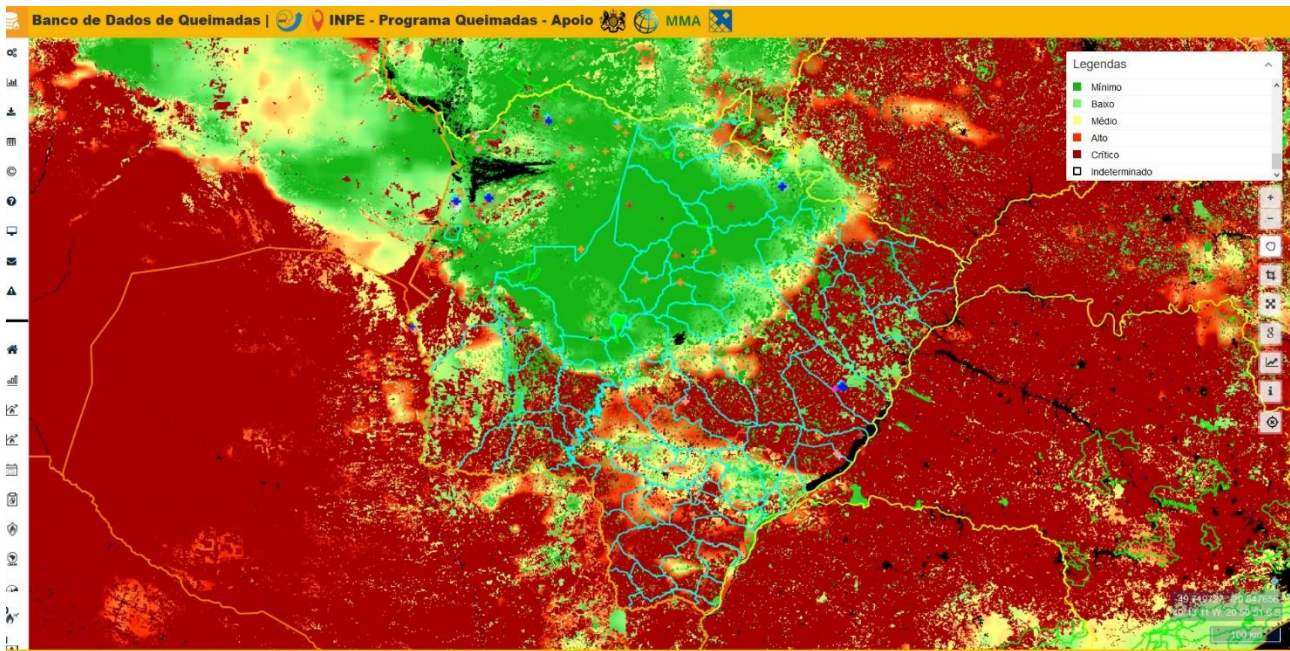 Banco de Dados de Queimadas | INPE - Programa Queimadas - Apoio MMA
Legendas
Mínimo
Baixo
Médio
Alto
Crítico
Indeterminado
100 km